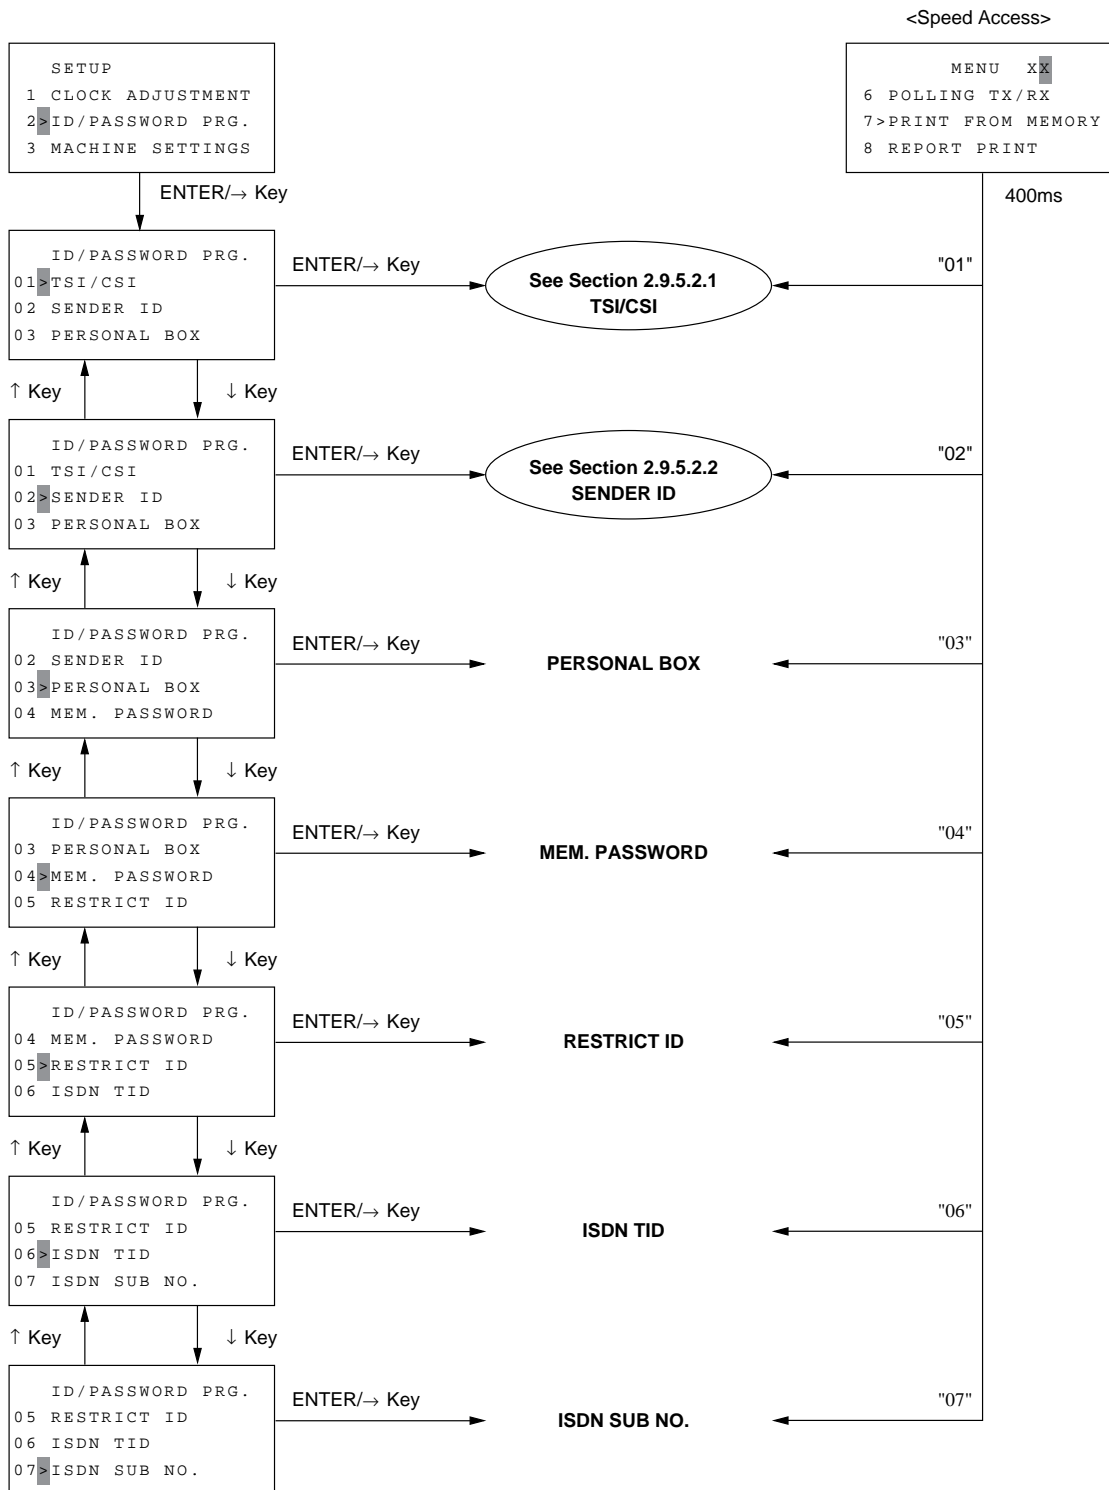 <Speed Access>
SETUP
1 CLOCK ADJUSTMENT
2>ID/PASSWORD PRG.
3 MACHINE SETTINGS
MENU XX
6 POLLING TX/RX
7>PRINT FROM MEMORY
8 REPORT PRINT
ENTER/→ Key
400ms
ID/PASSWORD PRG.
01>TSI/CSI
02 SENDER ID
03 PERSONAL BOX
ENTER/→ Key
See Section 2.9.5.2.1
TSI/CSI
"01"
↑ Key
↓ Key
ID/PASSWORD PRG.
01 TSI/CSI
02>SENDER ID
03 PERSONAL BOX
ENTER/→ Key
See Section 2.9.5.2.2
SENDER ID
"02"
↑ Key
↓ Key
ID/PASSWORD PRG.
02 SENDER ID
03>PERSONAL BOX
04 MEM. PASSWORD
ENTER/→ Key
PERSONAL BOX
"03"
↑ Key
↓ Key
ID/PASSWORD PRG.
03 PERSONAL BOX
04>MEM. PASSWORD
05 RESTRICT ID
ENTER/→ Key
MEM. PASSWORD
"04"
↑ Key
↓ Key
ID/PASSWORD PRG.
04 MEM. PASSWORD
05>RESTRICT ID
06 ISDN TID
ENTER/→ Key
RESTRICT ID
"05"
↑ Key
↓ Key
ID/PASSWORD PRG.
05 RESTRICT ID
06>ISDN TID
07 ISDN SUB NO.
ENTER/→ Key
ISDN TID
"06"
↑ Key
↓ Key
ID/PASSWORD PRG.
05 RESTRICT ID
06 ISDN TID
07>ISDN SUB NO.
ENTER/→ Key
ISDN SUB NO.
"07"